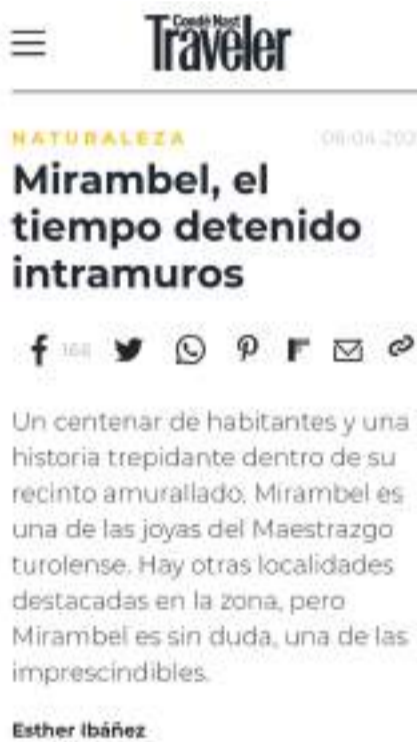 Condé Nast
Traveler
NATURALEZA
Mirambel, el
tiempo detenido
intramuros
Un centenar de habitantes y una
historia trepidante dentro de su
recinto amurallado. Mirambel es
una de las joyas del Maestrazgo
turolense. Hay otras localidades
destacadas en la zona, pero
Mirambel es sin duda, una de las
imprescindibles.
Esther Ibáñez